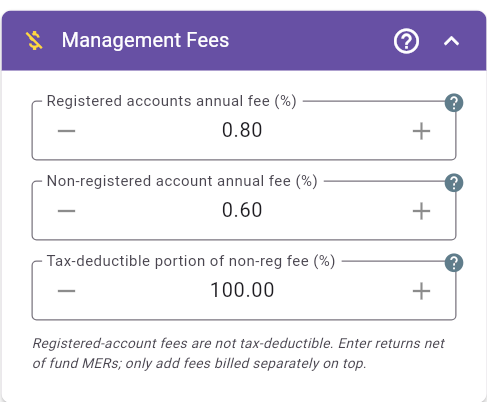 Management Fees
Registered accounts annual fee (%)
0.80
Non-registered account annual fee (%)
0.60
Tax-deductible portion of non-reg fee (%)
100.00
Registered-account fees are not tax-deductible. Enter returns net
of fund MERs; only add fees billed separately on top.